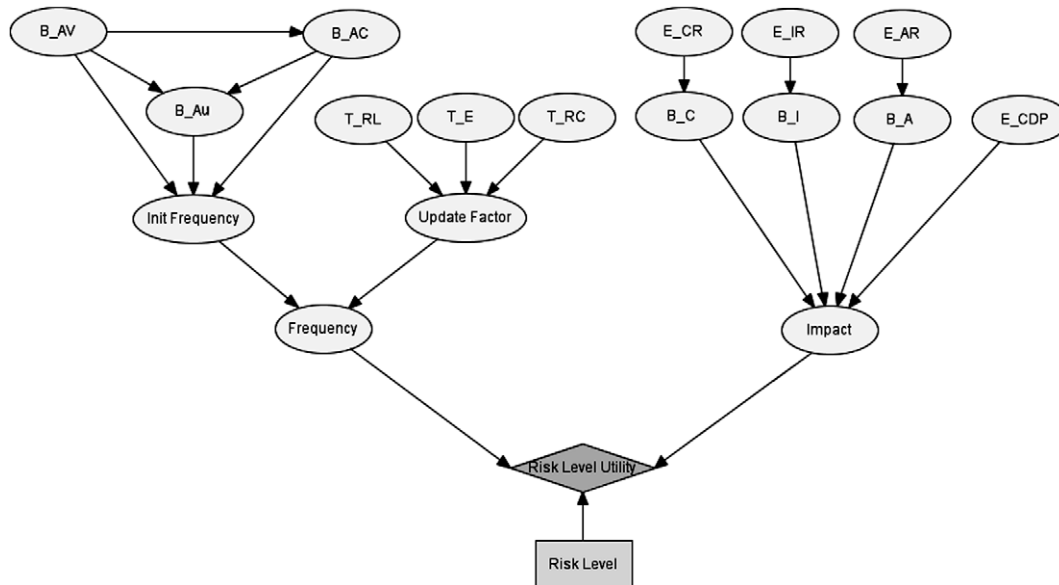 B_AV
B_AC
E_CR
E_IR
E_AR
B_Au
T_RL
T_E
T_RC
B_C
B_I
B_A
E_CDP
Init Frequency
Update Factor
Frequency
Impact
Risk Level Utility
Risk Level